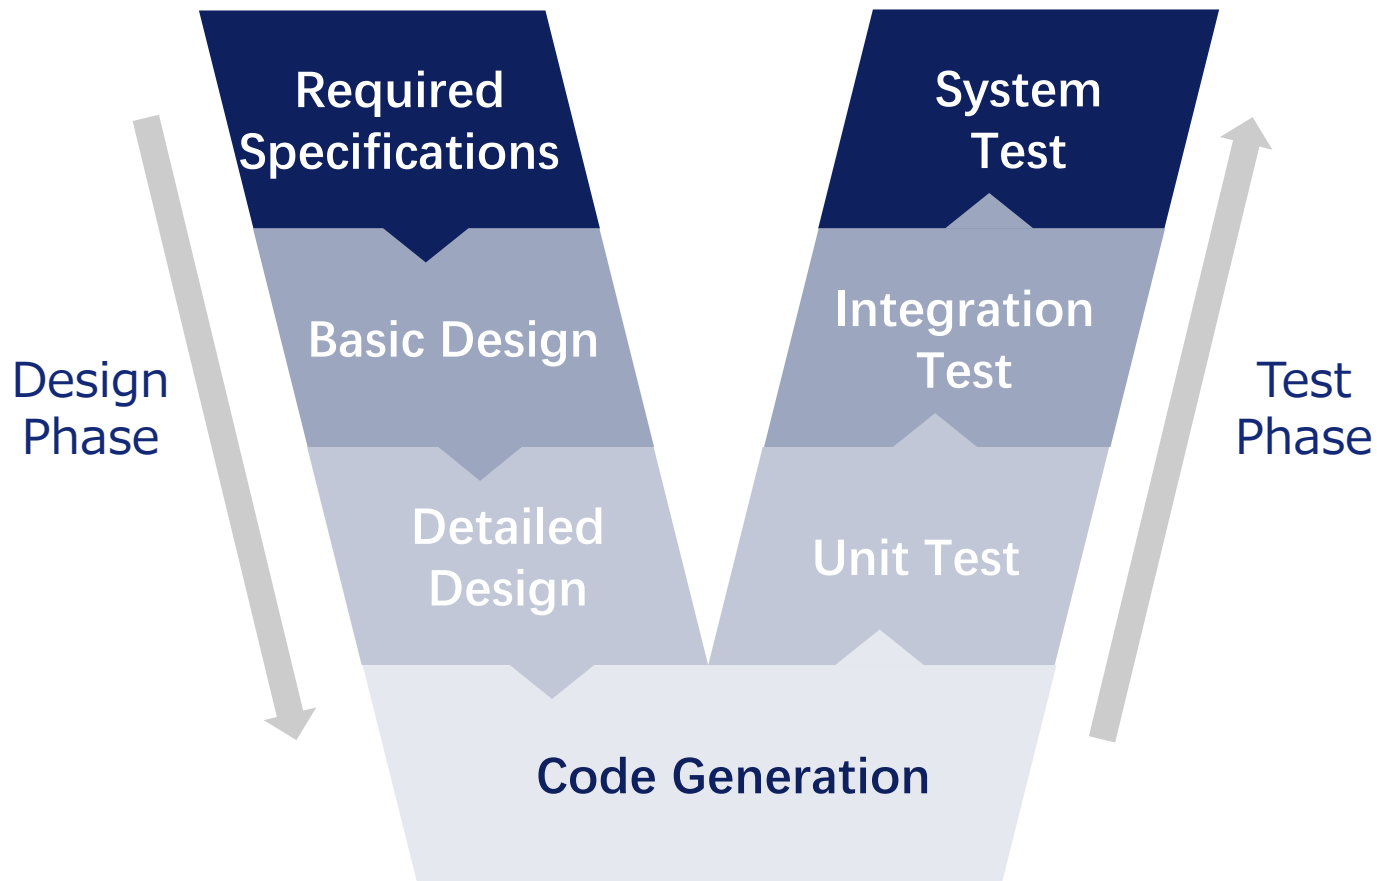 Required
Specifications
Basic Design
Detailed
Design
Code Generation
Unit Test
Integration
Test
System
Test
Design
Phase
Test
Phase